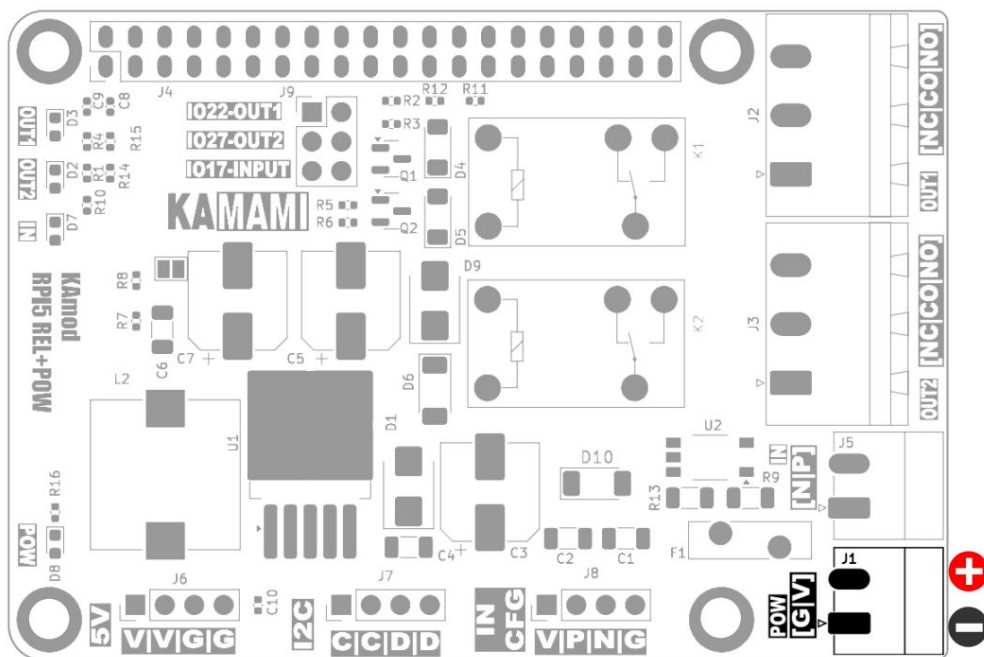 J4
J9
R2
R12
R11
R3
C9
C8
D3
OUT1
R4
R15
IO22-OUT1
IO27-OUT2
IO17-INPUT
Q1
D4
K1
J2
[NC|CO|NO]
OUT1
D2
OUT2
R1
R14
R10
D7
IN
KAMAMI
R5
R6
Q2
D5
KAmod
RPI5 REL+POW
R8
R7
C6
C7 +
C5
+
D9
K2
J3
[NC|CO|NO]
OUT2
L2
U1
D6
D1
U2
IN
[N|P]
J5
D10
R13
R9
R16
POW
D8
C4
+
C3
C2
C1
F1
J1
POW
[G|V]
+
−
J6
5V
V|V|G|G
C10
J7
I2C
C|C|D|D
J8
IN
CFG
V|P|N|G